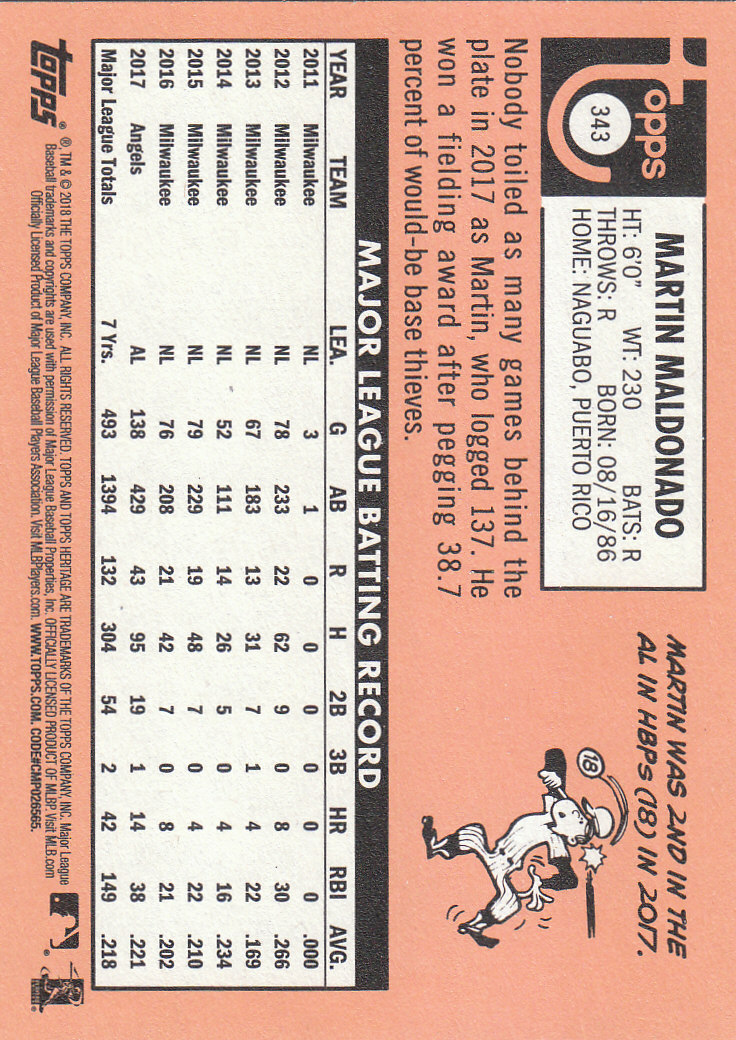 topps
343
MARTIN MALDONADO
HT: 6'0" WT: 230 BATS: R
THROWS: R BORN: 08/16/86
HOME: NAGUABO, PUERTO RICO
MARTIN WAS 2ND IN THE
AL IN HBPS (18) IN 2017.
18
Nobody toiled as many games behind the
plate in 2017 as Martin, who logged 137. He
won a fielding award after pegging 38.7
percent of would-be base thieves.
MAJOR LEAGUE BATTING RECORD
YEAR TEAM LEA. G AB R H 2B 3B HR RBI AVG.
2011 Milwaukee NL 3 1 0 0 0 0 0 0 .000
2012 Milwaukee NL 78 233 22 62 9 0 8 30 .266
2013 Milwaukee NL 67 183 13 31 7 1 4 22 .169
2014 Milwaukee NL 52 111 14 26 5 0 4 16 .234
2015 Milwaukee NL 79 229 19 48 7 0 4 22 .210
2016 Milwaukee NL 76 208 21 42 7 0 8 21 .202
2017 Angels AL 138 429 43 95 19 1 14 38 .221
Major League Totals 7 Yrs. 493 1394 132 304 54 2 42 149 .218
topps®
®, TM & © 2018 THE TOPPS COMPANY, INC. ALL RIGHTS RESERVED. TOPPS AND TOPPS HERITAGE ARE TRADEMARKS OF THE TOPPS COMPANY, INC. Major League
Baseball trademarks and copyrights are used with permission of Major League Baseball Properties, Inc. OFFICIALLY LICENSED PRODUCT OF MLBP. Visit MLB.com
Officially Licensed Product of Major League Baseball Players Association. Visit MLBPlayers.com. WWW.TOPPS.COM. CODE#CMP026565.